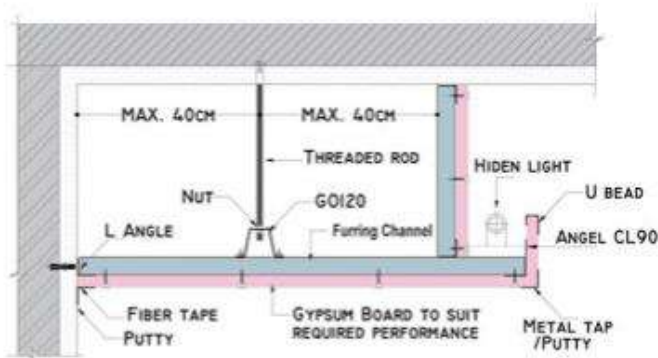 MAX. 40CM
MAX. 40CM
THREADED ROD
HIDEN LIGHT
NUT
GO120
U BEAD
L ANGLE
Furring Channel
ANGEL CL90
FIBER TAPE
GYPSUM BOARD TO SUIT
REQUIRED PERFORMANCE
METAL TAP
/PUTTY
PUTTY